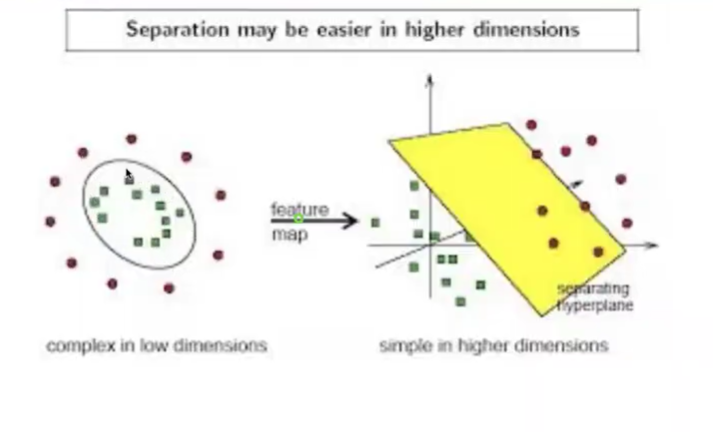 Separation may be easier in higher dimensions
feature
map
separating
hyperplane
complex in low dimensions
simple in higher dimensions